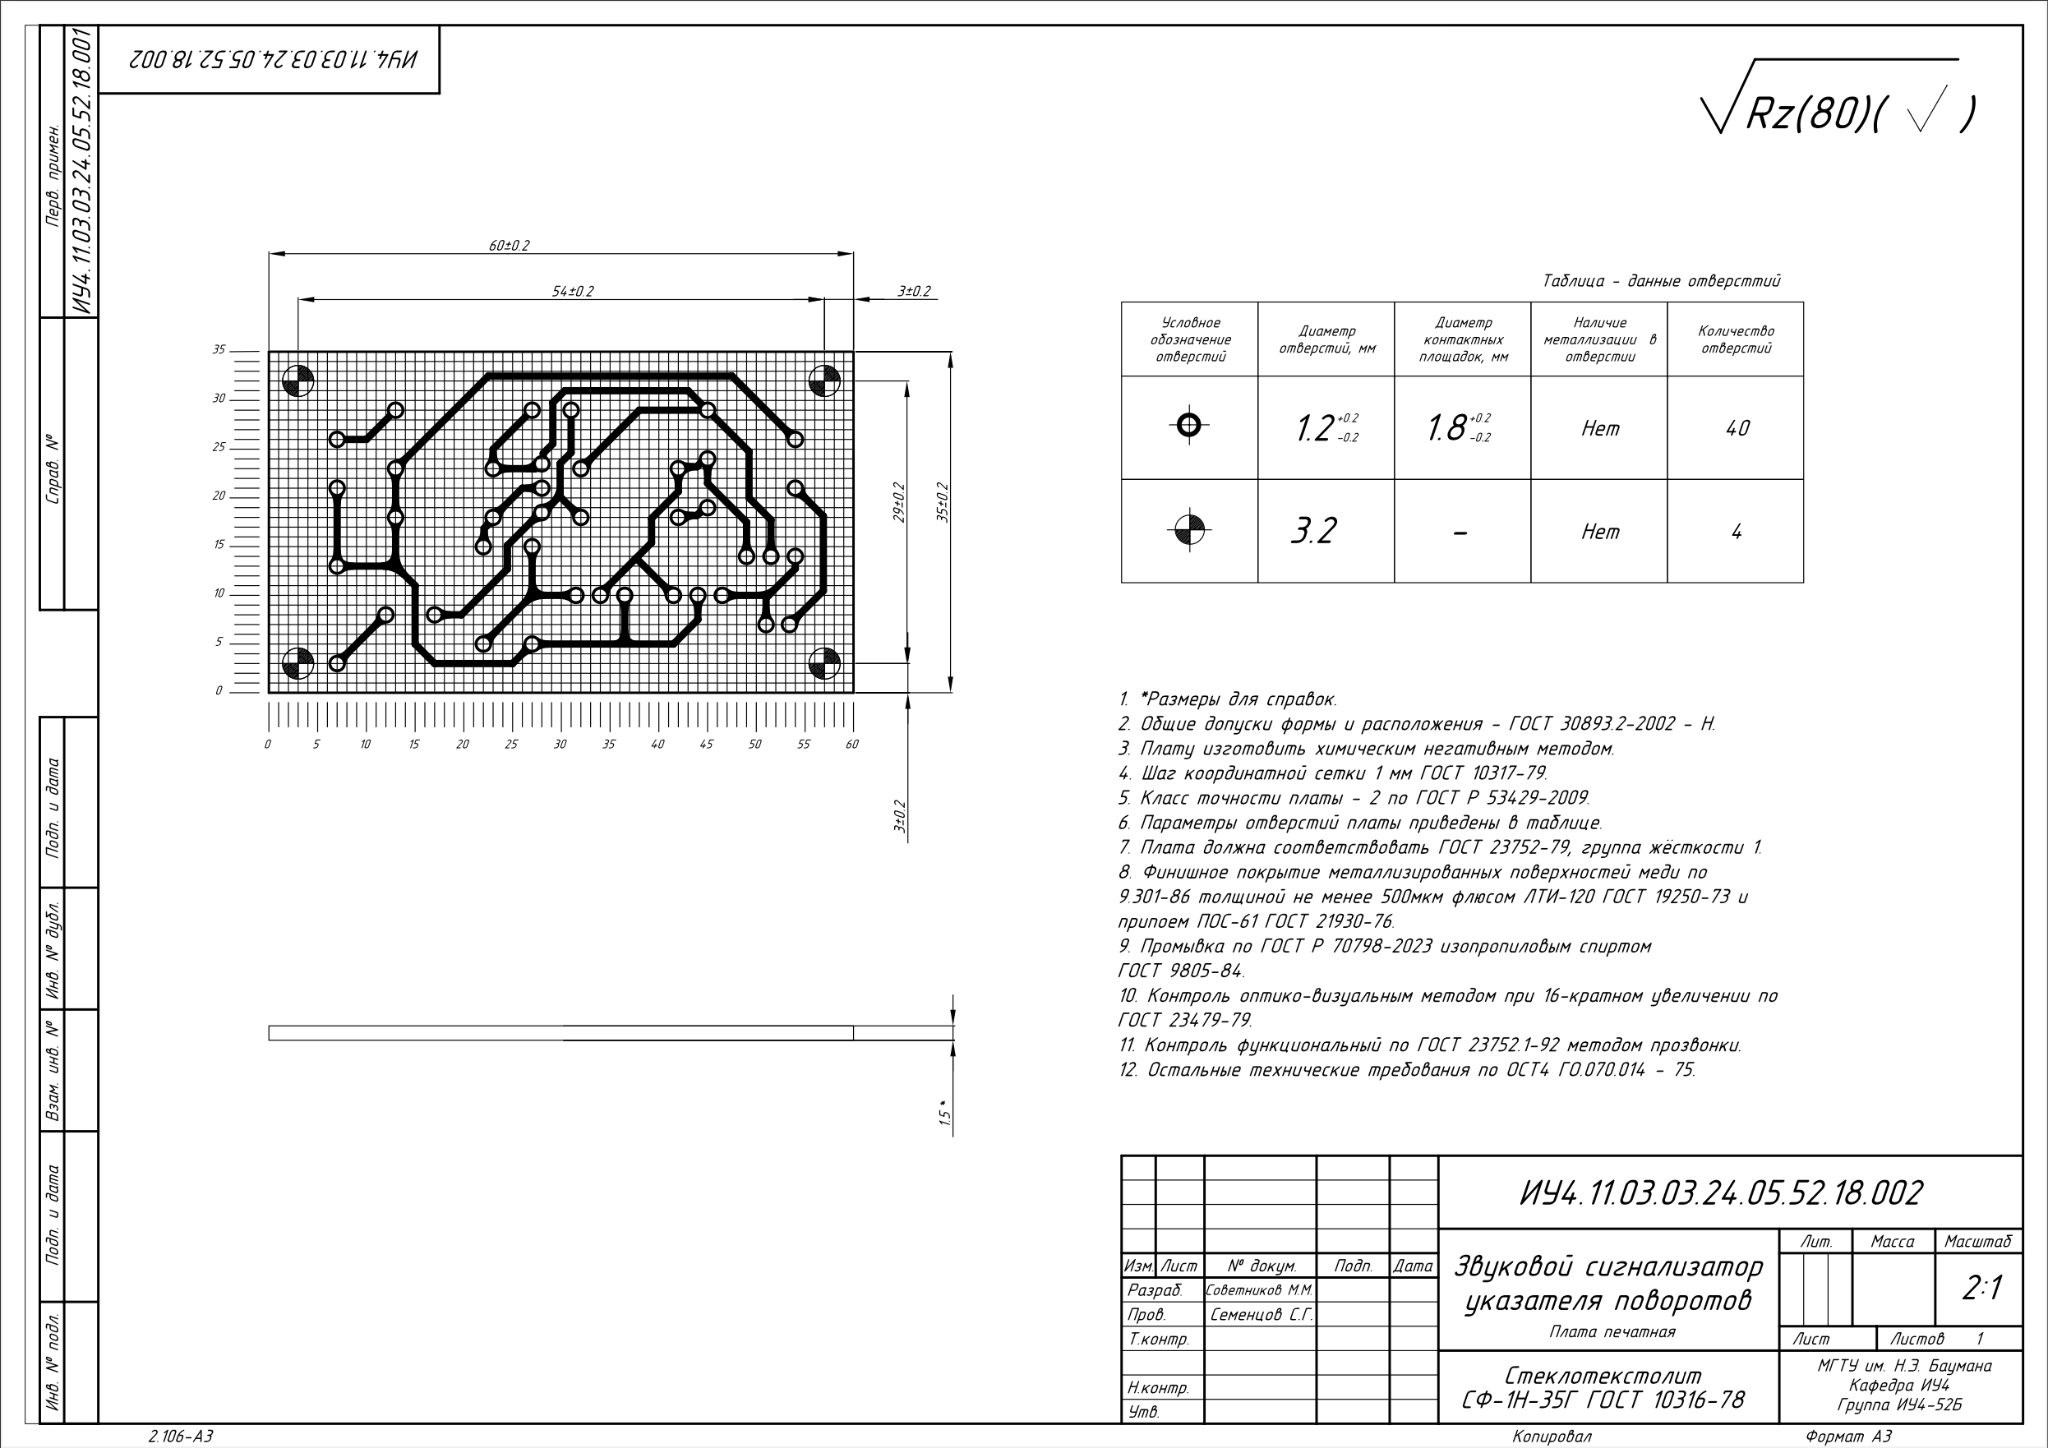 ИУ4.11.03.03.24.05.52.18.002
Перв. примен.
ИУ4.11.03.03.24.05.52.18.001
Справ. №
Подп. и дата
Инв. № дубл.
Взам. инв. №
Подп. и дата
Инв. № подл.
√Rz(80)(√)
60±0.2
54±0.2
3±0.2
35
30
25
20
15
10
5
0
0 5 10 15 20 25 30 35 40 45 50 55 60
29±0.2
35±0.2
3±0.2
1.5 *
Таблица - данные отверсттий
Условное обозначение отверстий
Диаметр отверстий, мм
Диаметр контактных площадок, мм
Наличие металлизации в отверстии
Количество отверстий
1.2 +0.2 -0.2
1.8 +0.2 -0.2
Нет
40
3.2
-
Нет
4
1. *Размеры для справок.
2. Общие допуски формы и расположения - ГОСТ 30893.2-2002 - Н.
3. Плату изготовить химическим негативным методом.
4. Шаг координатной сетки 1 мм ГОСТ 10317-79.
5. Класс точности платы - 2 по ГОСТ Р 53429-2009.
6. Параметры отверстий платы приведены в таблице.
7. Плата должна соответствовать ГОСТ 23752-79, группа жёсткости 1.
8. Финишное покрытие металлизированных поверхностей меди по
9.301-86 толщиной не менее 500мкм флюсом ЛТИ-120 ГОСТ 19250-73 и
припоем ПОС-61 ГОСТ 21930-76.
9. Промывка по ГОСТ Р 70798-2023 изопропиловым спиртом
ГОСТ 9805-84.
10. Контроль оптико-визуальным методом при 16-кратном увеличении по
ГОСТ 23479-79.
11. Контроль функциональный по ГОСТ 23752.1-92 методом прозвонки.
12. Остальные технические требования по ОСТ4 ГО.070.014 - 75.
ИУ4.11.03.03.24.05.52.18.002
Изм. Лист № докум. Подп. Дата
Разраб. Советников М.М.
Пров. Семенцов С.Г.
Т.контр.
Н.контр.
Утв.
Звуковой сигнализатор
указателя поворотов
Плата печатная
Лит. Масса Масштаб
2:1
Лист Листов 1
Стеклотекстолит
СФ-1Н-35Г ГОСТ 10316-78
МГТУ им. Н.Э. Баумана
Кафедра ИУ4
Группа ИУ4-52Б
2.106-А3
Копировал
Формат А3